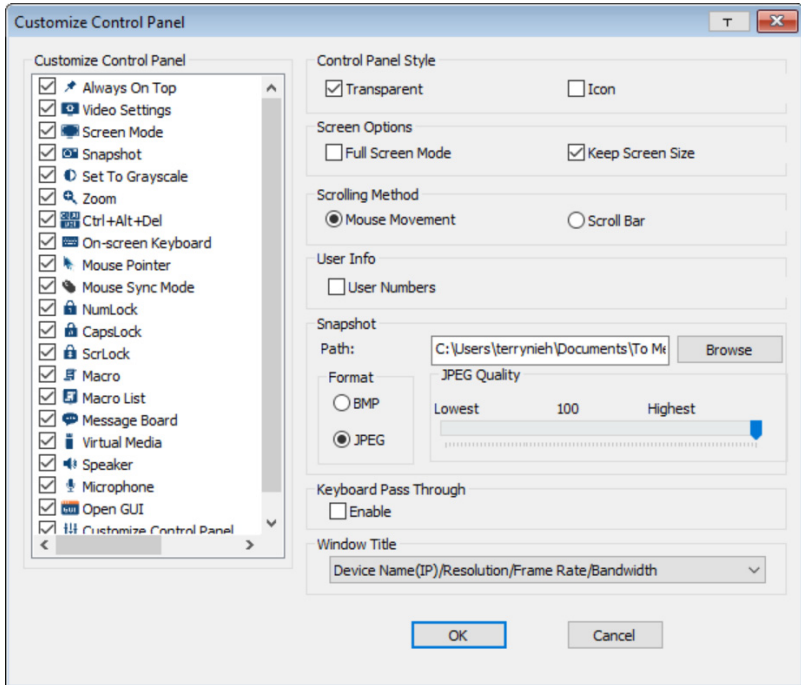 Customize Control Panel
T
Customize Control Panel
Always On Top
Video Settings
Screen Mode
Snapshot
Set To Grayscale
Zoom
Ctrl+Alt+Del
On-screen Keyboard
Mouse Pointer
Mouse Sync Mode
NumLock
CapsLock
ScrLock
Macro
Macro List
Message Board
Virtual Media
Speaker
Microphone
Open GUI
Customize Control Panel
Control Panel Style
Transparent
Icon
Screen Options
Full Screen Mode
Keep Screen Size
Scrolling Method
Mouse Movement
Scroll Bar
User Info
User Numbers
Snapshot
Path:
C:\Users\terrynieh\Documents\To Me
Browse
Format
BMP
JPEG
JPEG Quality
Lowest 100 Highest
Keyboard Pass Through
Enable
Window Title
Device Name(IP)/Resolution/Frame Rate/Bandwidth
OK
Cancel